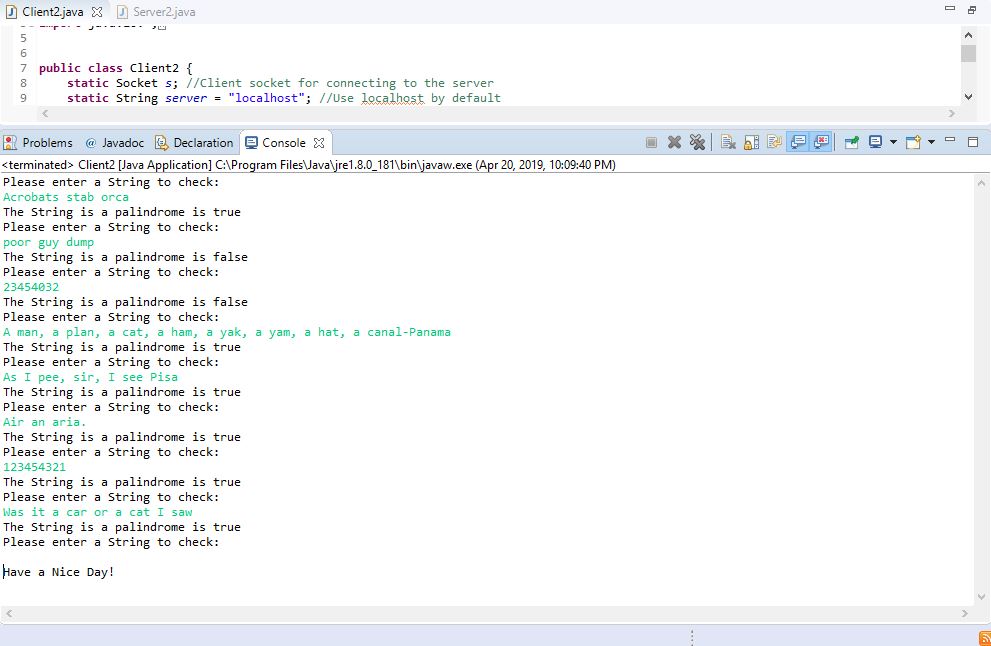 Client2.java Server2.java
5
6
7 public class Client2 {
8 static Socket s; //Client socket for connecting to the server
9 static String server = "localhost"; //Use localhost by default
Problems @ Javadoc Declaration Console
<terminated> Client2 [Java Application] C:\Program Files\Java\jre1.8.0_181\bin\javaw.exe (Apr 20, 2019, 10:09:40 PM)
Please enter a String to check:
Acrobats stab orca
The String is a palindrome is true
Please enter a String to check:
poor guy dump
The String is a palindrome is false
Please enter a String to check:
23454032
The String is a palindrome is false
Please enter a String to check:
A man, a plan, a cat, a ham, a yak, a yam, a hat, a canal-Panama
The String is a palindrome is true
Please enter a String to check:
As I pee, sir, I see Pisa
The String is a palindrome is true
Please enter a String to check:
Air an aria.
The String is a palindrome is true
Please enter a String to check:
123454321
The String is a palindrome is true
Please enter a String to check:
Was it a car or a cat I saw
The String is a palindrome is true
Please enter a String to check:
Have a Nice Day!